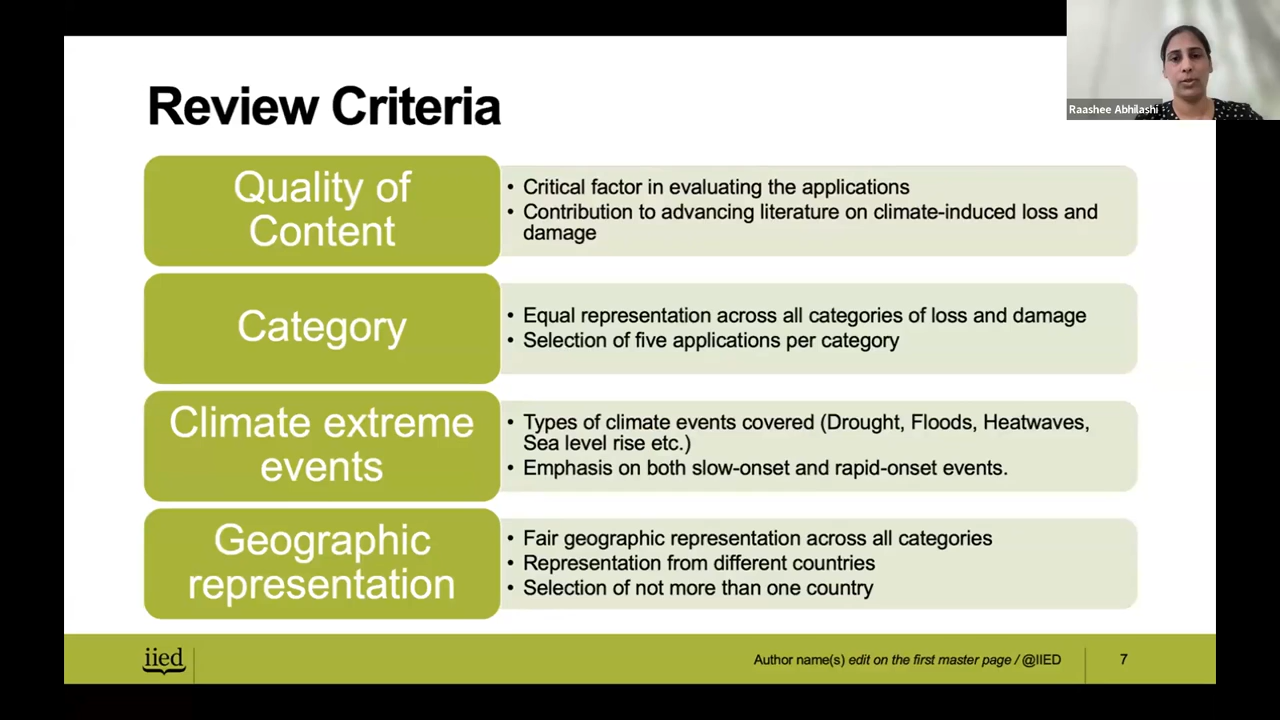 Raashee Abhilashi
Review Criteria
Quality of
Content
• Critical factor in evaluating the applications
• Contribution to advancing literature on climate-induced loss and
damage
Category
• Equal representation across all categories of loss and damage
• Selection of five applications per category
Climate extreme
events
• Types of climate events covered (Drought, Floods, Heatwaves,
Sea level rise etc.)
• Emphasis on both slow-onset and rapid-onset events.
Geographic
representation
• Fair geographic representation across all categories
• Representation from different countries
• Selection of not more than one country
iied
Author name(s) edit on the first master page / @IIED
7